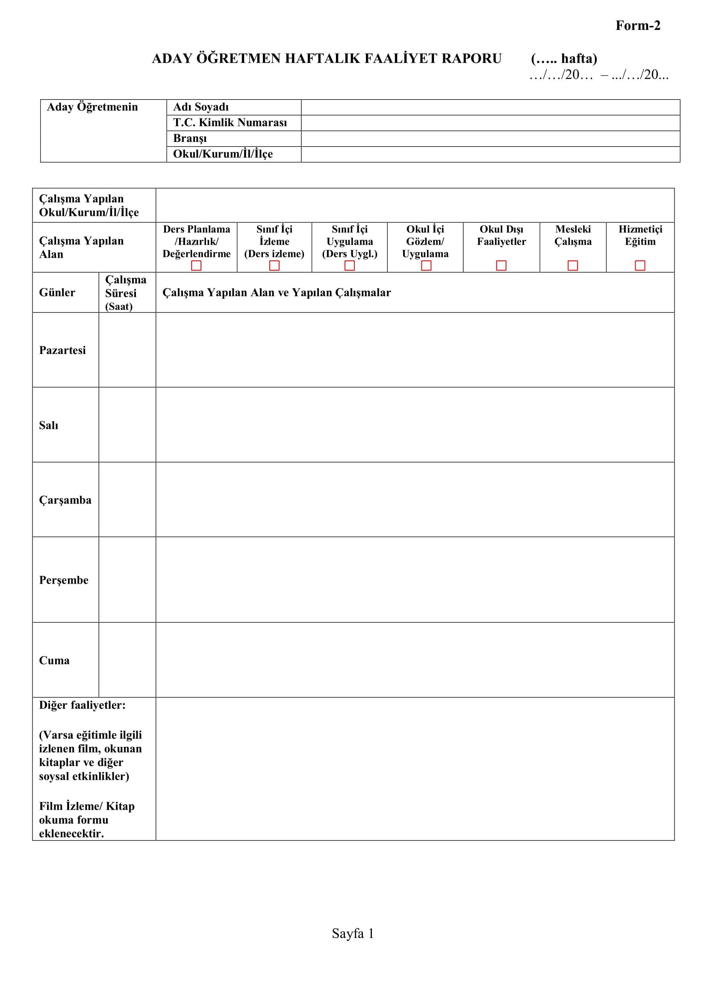 Form-2
ADAY ÖĞRETMEN HAFTALIK FAALİYET RAPORU (….. hafta)
…/…/20… – .../…/20...
Aday Öğretmenin
Adı Soyadı
T.C. Kimlik Numarası
Branşı
Okul/Kurum/İl/İlçe
Çalışma Yapılan
Okul/Kurum/İl/İlçe
Çalışma Yapılan
Alan
Ders Planlama
/Hazırlık/
Değerlendirme
☐
Sınıf İçi
İzleme
(Ders izleme)
☐
Sınıf İçi
Uygulama
(Ders Uygl.)
☐
Okul İçi
Gözlem/
Uygulama
☐
Okul Dışı
Faaliyetler
☐
Mesleki
Çalışma
☐
Hizmetiçi
Eğitim
☐
Günler
Çalışma
Süresi
(Saat)
Çalışma Yapılan Alan ve Yapılan Çalışmalar
Pazartesi
Salı
Çarşamba
Perşembe
Cuma
Diğer faaliyetler:
(Varsa eğitimle ilgili
izlenen film, okunan
kitaplar ve diğer
soysal etkinlikler)
Film İzleme/ Kitap
okuma formu
eklenecektir.
Sayfa 1